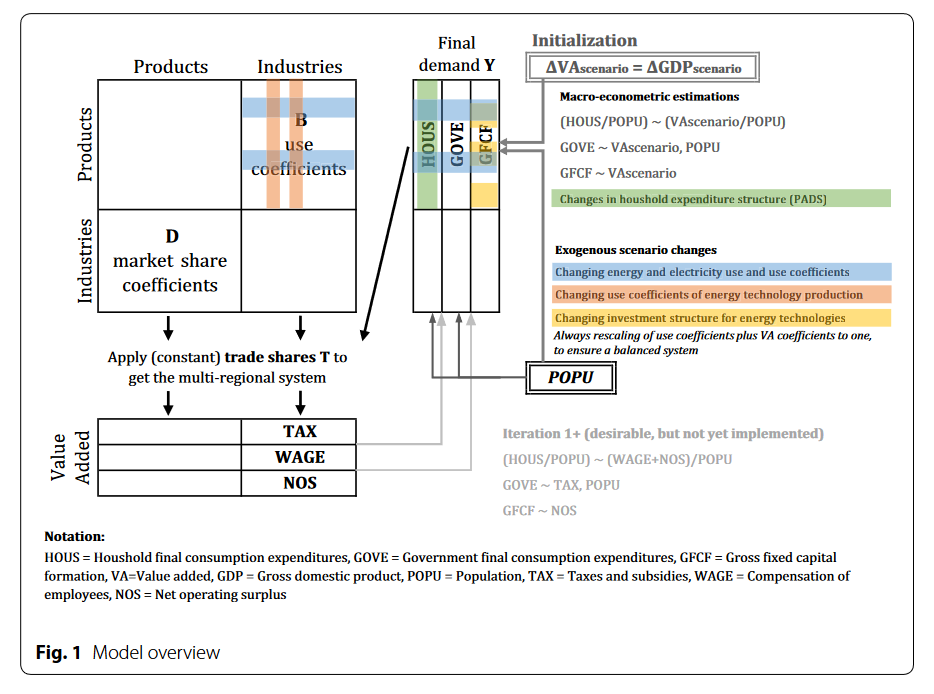 Products
Industries
Final
demand Y
Initialization
ΔVAscenario = ΔGDPscenario
Products
B
use
coefficients
HOUS
GOVE
GFCF
Macro-econometric estimations
(HOUS/POPU) ~ (VAscenario/POPU)
GOVE ~ VAscenario, POPU
GFCF ~ VAscenario
Changes in houshold expenditure structure (PADS)
Industries
D
market share
coefficients
Exogenous scenario changes
Changing energy and electricity use and use coefficients
Changing use coefficients of energy technology production
Changing investment structure for energy technologies
Always rescaling of use coefficients plus VA coefficients to one,
to ensure a balanced system
POPU
Apply (constant) trade shares T to
get the multi-regional system
Value
Added
TAX
WAGE
NOS
Iteration 1+ (desirable, but not yet implemented)
(HOUS/POPU) ~ (WAGE+NOS)/POPU
GOVE ~ TAX, POPU
GFCF ~ NOS
Notation:
HOUS = Houshold final consumption expenditures, GOVE = Government final consumption expenditures, GFCF = Gross fixed capital
formation, VA=Value added, GDP = Gross domestic product, POPU = Population, TAX = Taxes and subsidies, WAGE = Compensation of
employees, NOS = Net operating surplus
Fig. 1 Model overview